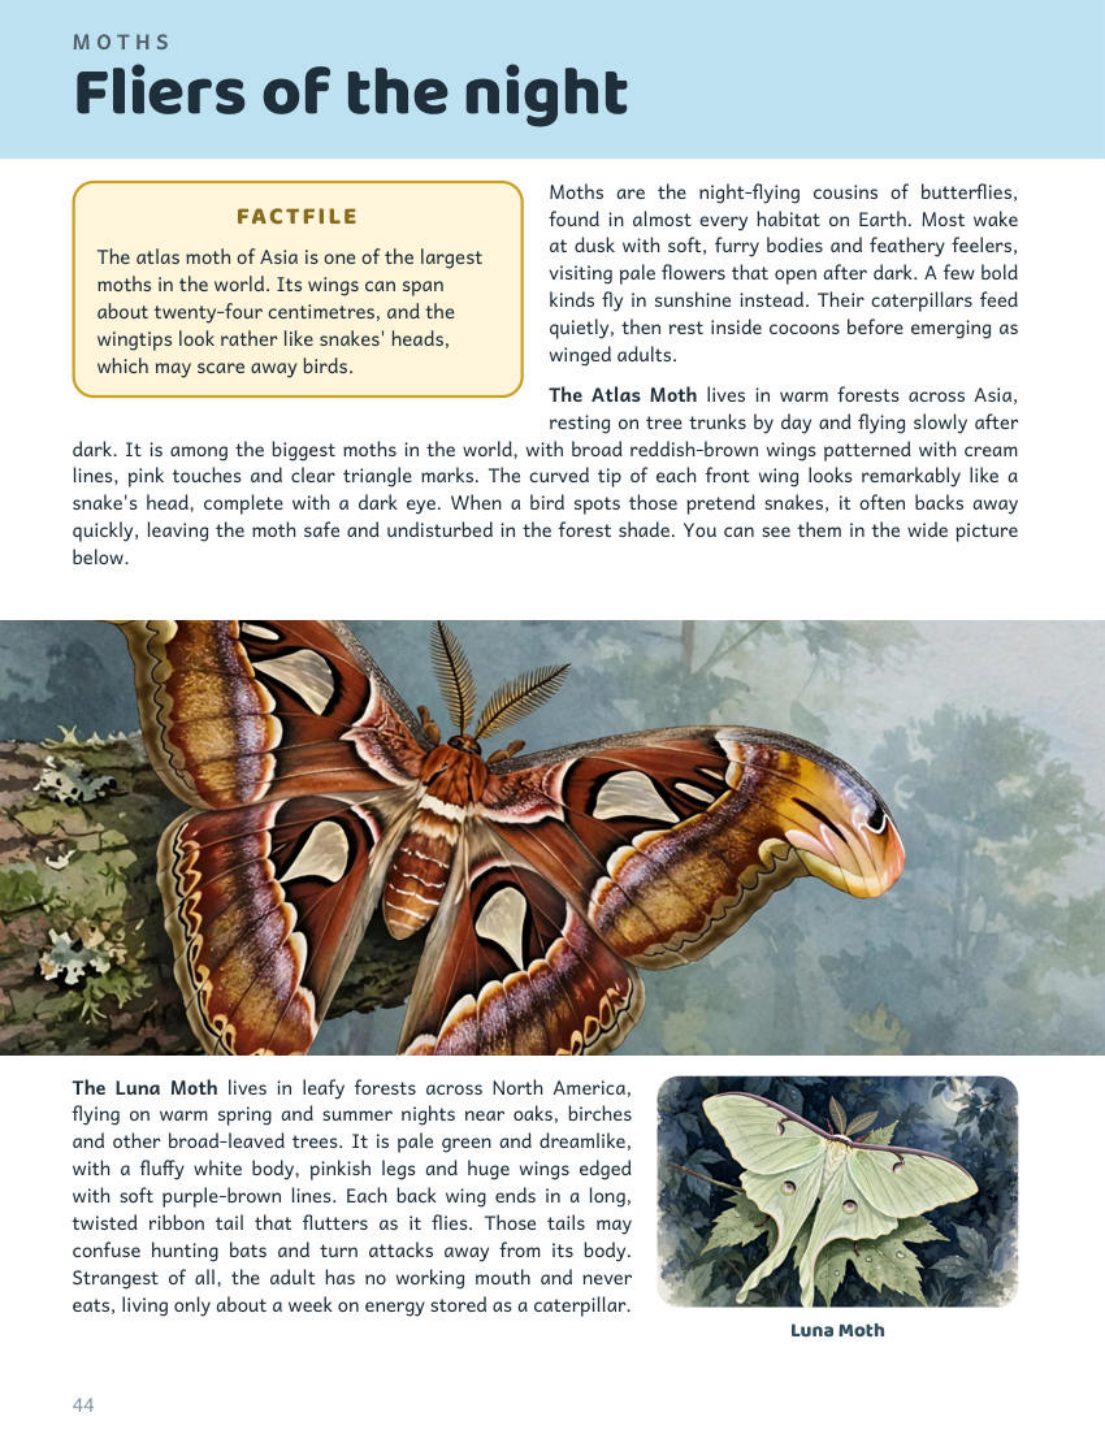 MOTHS
Fliers of the night
FACTFILE
The atlas moth of Asia is one of the largest
moths in the world. Its wings can span
about twenty-four centimetres, and the
wingtips look rather like snakes' heads,
which may scare away birds.
Moths are the night-flying cousins of butterflies,
found in almost every habitat on Earth. Most wake
at dusk with soft, furry bodies and feathery feelers,
visiting pale flowers that open after dark. A few bold
kinds fly in sunshine instead. Their caterpillars feed
quietly, then rest inside cocoons before emerging as
winged adults.
The Atlas Moth lives in warm forests across Asia,
resting on tree trunks by day and flying slowly after
dark. It is among the biggest moths in the world, with broad reddish-brown wings patterned with cream
lines, pink touches and clear triangle marks. The curved tip of each front wing looks remarkably like a
snake's head, complete with a dark eye. When a bird spots those pretend snakes, it often backs away
quickly, leaving the moth safe and undisturbed in the forest shade. You can see them in the wide picture
below.
The Luna Moth lives in leafy forests across North America,
flying on warm spring and summer nights near oaks, birches
and other broad-leaved trees. It is pale green and dreamlike,
with a fluffy white body, pinkish legs and huge wings edged
with soft purple-brown lines. Each back wing ends in a long,
twisted ribbon tail that flutters as it flies. Those tails may
confuse hunting bats and turn attacks away from its body.
Strangest of all, the adult has no working mouth and never
eats, living only about a week on energy stored as a caterpillar.
Luna Moth
44